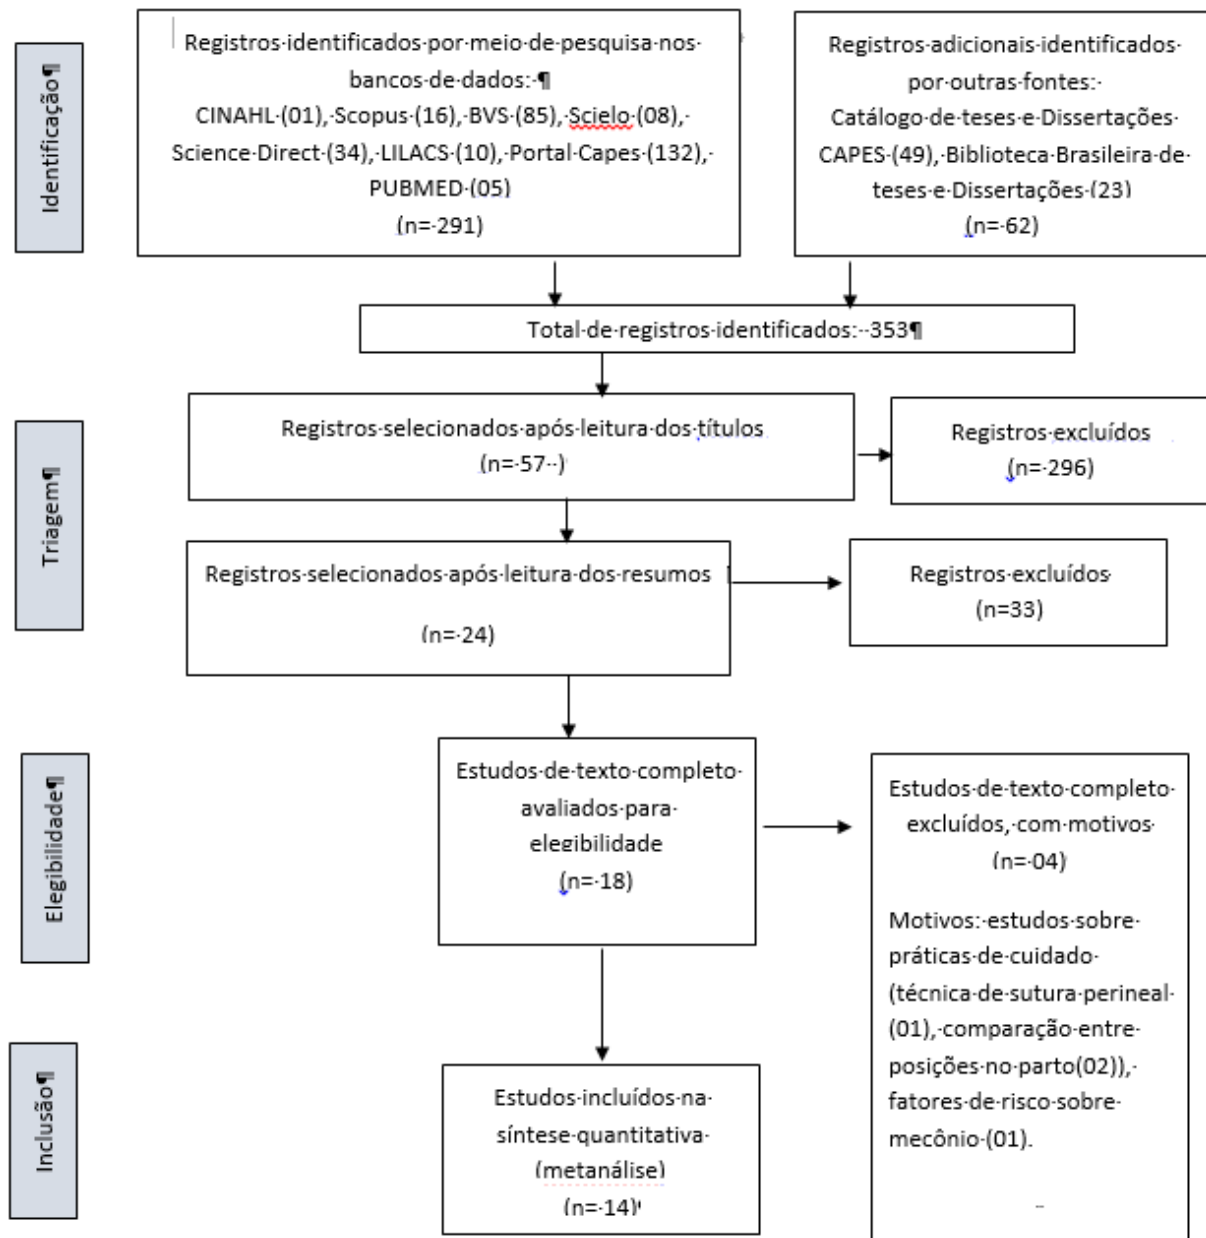 Identificação¶
Registros·identificados·por·meio·de·pesquisa·nos·
bancos·de·dados:·¶
CINAHL·(01),·Scopus·(16),·BVS·(85),·Scielo·(08),·
Science·Direct·(34),·LILACS·(10),·Portal·Capes·(132),·
PUBMED·(05)
(n=·291)
Registros·adicionais·identificados·
por·outras·fontes:·
Catálogo·de·teses·e·Dissertações·
CAPES·(49),·Biblioteca·Brasileira·de·
teses·e·Dissertações·(23)
(n=·62)
Total·de·registros·identificados:··353¶
Triagem¶
Registros·selecionados·após·leitura·dos·títulos
(n=·57··)
Registros·excluídos
(n=·296)
Registros·selecionados·após·leitura·dos·resumos
(n=·24)
Registros·excluídos·
(n=33)
Elegibilidade¶
Estudos·de·texto·completo·
avaliados·para·
elegibilidade
(n=·18)
Estudos·de·texto·completo·
excluídos,·com·motivos·
(n=·04)
Motivos:·estudos·sobre·
práticas·de·cuidado·
(técnica·de·sutura·perineal·
(01),·comparação·entre·
posições·no·parto(02)),·
fatores·de·risco·sobre·
mecônio·(01).
Inclusão¶
Estudos·incluídos·na·
síntese·quantitativa·
(metanálise)
(n=·14)